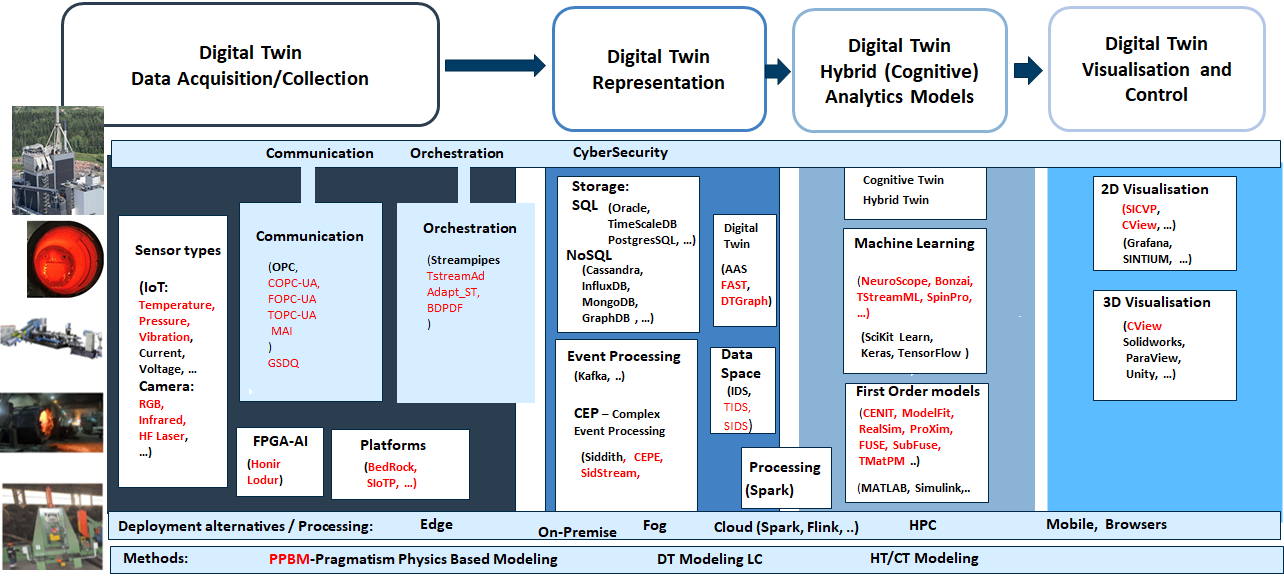 Digital Twin
Data Acquisition/Collection
Digital Twin
Representation
Digital Twin
Hybrid (Cognitive)
Analytics Models
Digital Twin
Visualisation and
Control
Communication
Orchestration
CyberSecurity
Sensor types
(IoT:
Temperature,
Pressure,
Vibration,
Current,
Voltage, ...
Camera:
RGB,
Infrared,
HF Laser,
...)
Communication
(OPC,
COPC-UA,
FOPC-UA
TOPC-UA
MAI
)
GSDQ
Orchestration
(Streampipes
TstreamAd
Adapt_ST,
BDPDF
)
FPGA-AI
(Honir
Lodur)
Platforms
(BedRock,
SIoTP, ...)
Storage:
SQL (Oracle,
TimeScaleDB
PostgresSQL, ...)
NoSQL
(Cassandra,
InfluxDB,
MongoDB,
GraphDB , ...)
Digital
Twin
(AAS
FAST,
DTGraph)
Event Processing
(Kafka, ..)
CEP – Complex
Event Processing
(Siddith, CEPE,
SidStream,
Data
Space
(IDS,
TIDS,
SIDS)
Processing
(Spark)
Cognitive Twin
Hybrid Twin
Machine Learning
(NeuroScope, Bonzai,
TStreamML, SpinPro,
...)
(SciKit Learn,
Keras, TensorFlow )
First Order models
(CENIT, ModelFit,
RealSim, ProXim,
FUSE, SubFuse,
TMatPM ..)
(MATLAB, Simulink,..
2D Visualisation
(SICVP,
CView, ...)
(Grafana,
SINTIUM, ...)
3D Visualisation
(CView
Solidworks,
ParaView,
Unity, ...)
Deployment alternatives / Processing: Edge On-Premise Fog Cloud (Spark, Flink, ..) HPC Mobile, Browsers
Methods: PPBM-Pragmatism Physics Based Modeling DT Modeling LC HT/CT Modeling